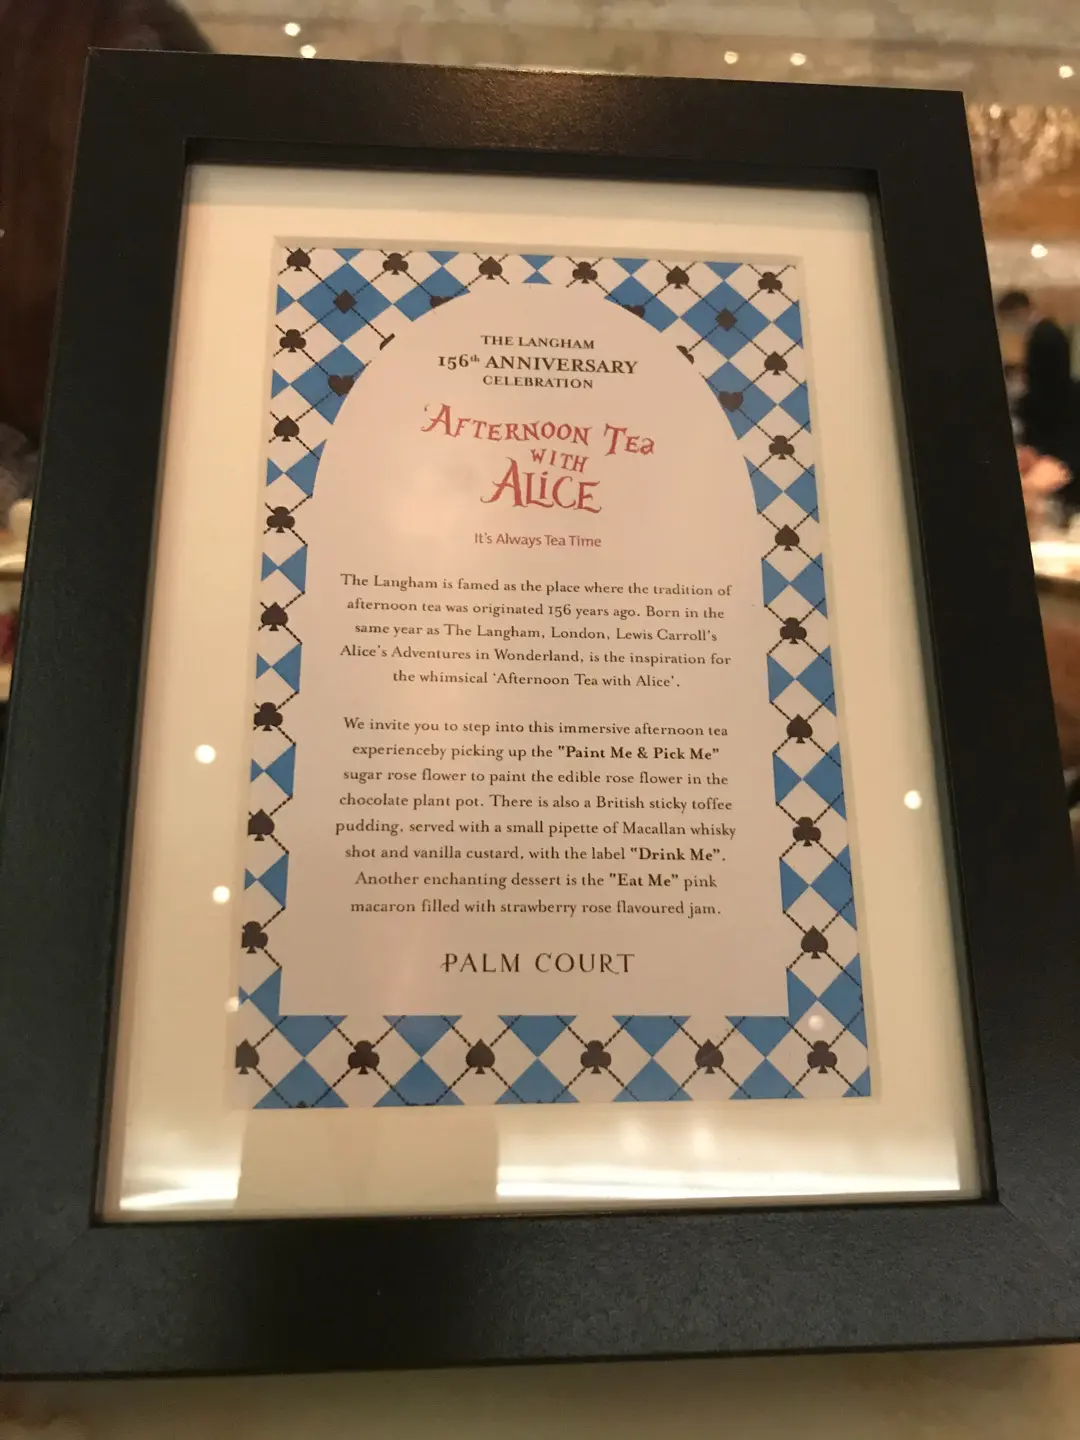 THE LANGHAM
156th ANNIVERSARY
CELEBRATION
'AFTERNOON TEA
WITH
ALICE
It's Always Tea Time
The Langham is famed as the place where the tradition of
afternoon tea was originated 156 years ago. Born in the
same year as The Langham, London, Lewis Carroll's
Alice's Adventures in Wonderland, is the inspiration for
the whimsical 'Afternoon Tea with Alice'.
We invite you to step into this immersive afternoon tea
experienceby picking up the "Paint Me & Pick Me"
sugar rose flower to paint the edible rose flower in the
chocolate plant pot. There is also a British sticky toffee
pudding, served with a small pipette of Macallan whisky
shot and vanilla custard, with the label "Drink Me".
Another enchanting dessert is the "Eat Me" pink
macaron filled with strawberry rose flavoured jam.
PALM COURT